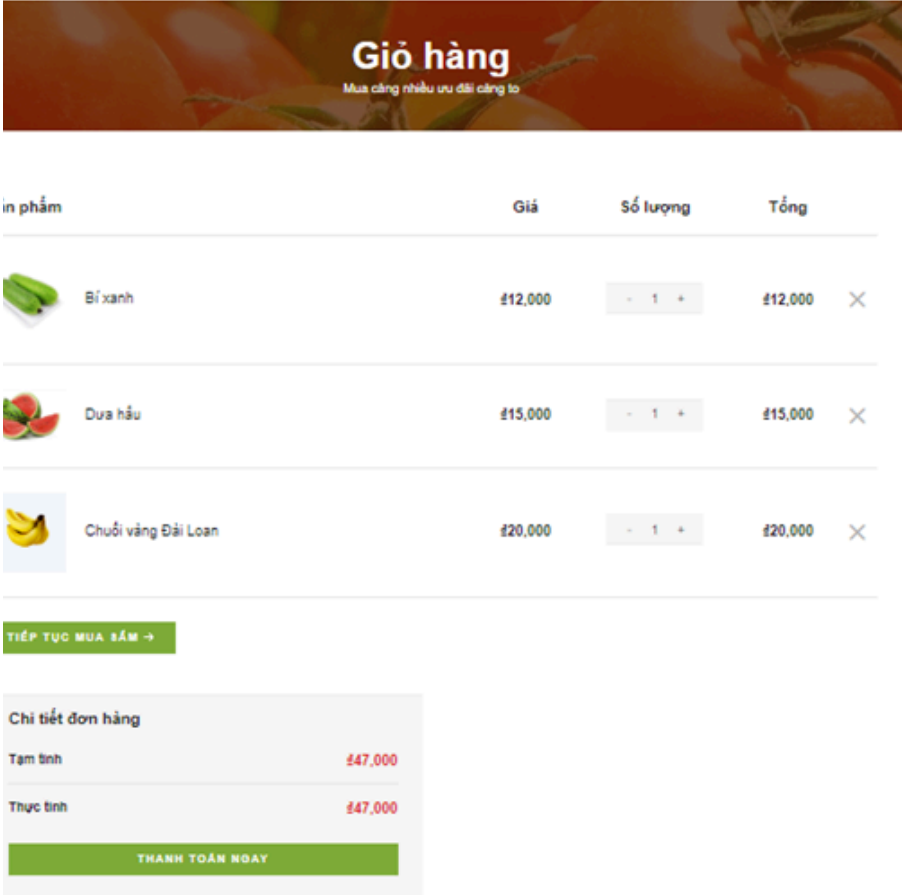 Giỏ hàng
Mua càng nhiều ưu đãi càng to
ản phẩm Giá Số lượng Tổng
Bí xanh ₫12,000 - 1 + ₫12,000 ×
Dưa hấu ₫15,000 - 1 + ₫15,000 ×
Chuối vàng Đài Loan ₫20,000 - 1 + ₫20,000 ×
TIẾP TỤC MUA SẮM →
Chi tiết đơn hàng
Tạm tính ₫47,000
Thực tính ₫47,000
THANH TOÁN NGAY